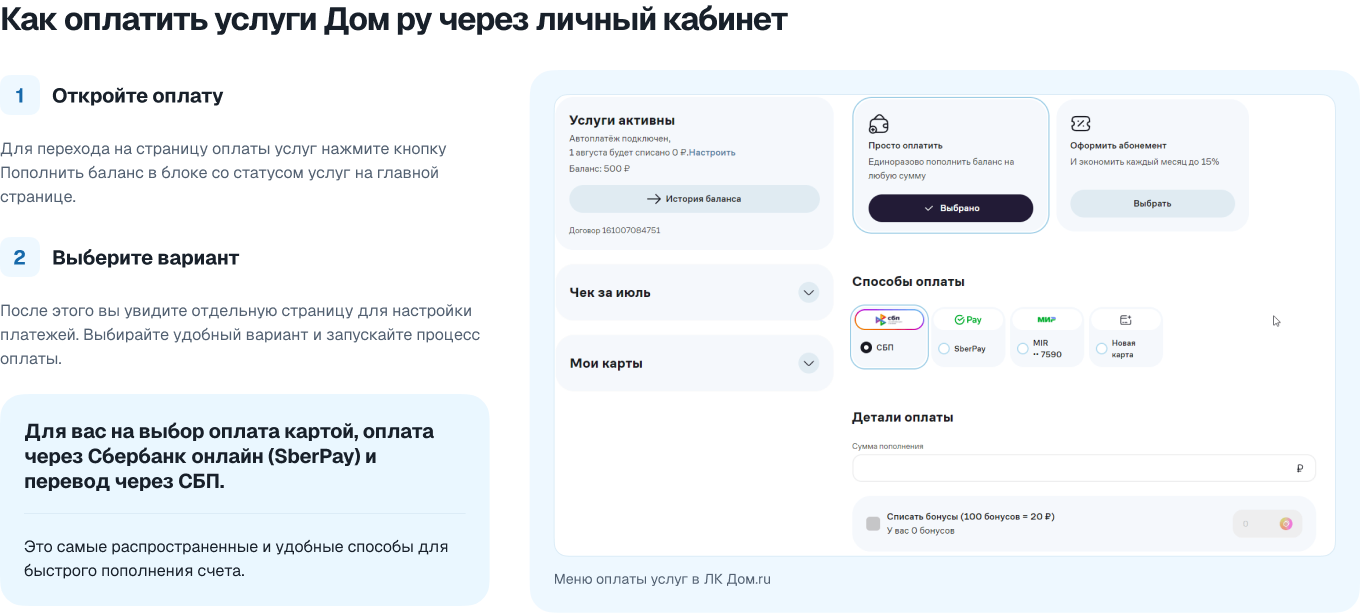 Как оплатить услуги Дом ру через личный кабинет
1
Откройте оплату
Для перехода на страницу оплаты услуг нажмите кнопку
Пополнить баланс в блоке со статусом услуг на главной
странице.
2
Выберите вариант
После этого вы увидите отдельную страницу для настройки
платежей. Выбирайте удобный вариант и запускайте процесс
оплаты.
Для вас на выбор оплата картой, оплата
через Сбербанк онлайн (SberPay) и
перевод через СБП.
Это самые распространенные и удобные способы для
быстрого пополнения счета.
Услуги активны
Автоплатёж подключен,
1 августа будет списано 0 ₽.Настроить
Баланс: 500 ₽
История баланса
Договор 161007084751
Чек за июль
Мои карты
Просто оплатить
Единоразово пополнить баланс на
любую сумму
Выбрано
Оформить абонемент
И экономить каждый месяц до 15%
Выбрать
Способы оплаты
сбп
СБП
Pay
SberPay
МИР
MIR
•• 7590
Новая
карта
Детали оплаты
Сумма пополнения
₽
Списать бонусы (100 бонусов = 20 ₽)
У вас 0 бонусов
0
Меню оплаты услуг в ЛК Дом.ru